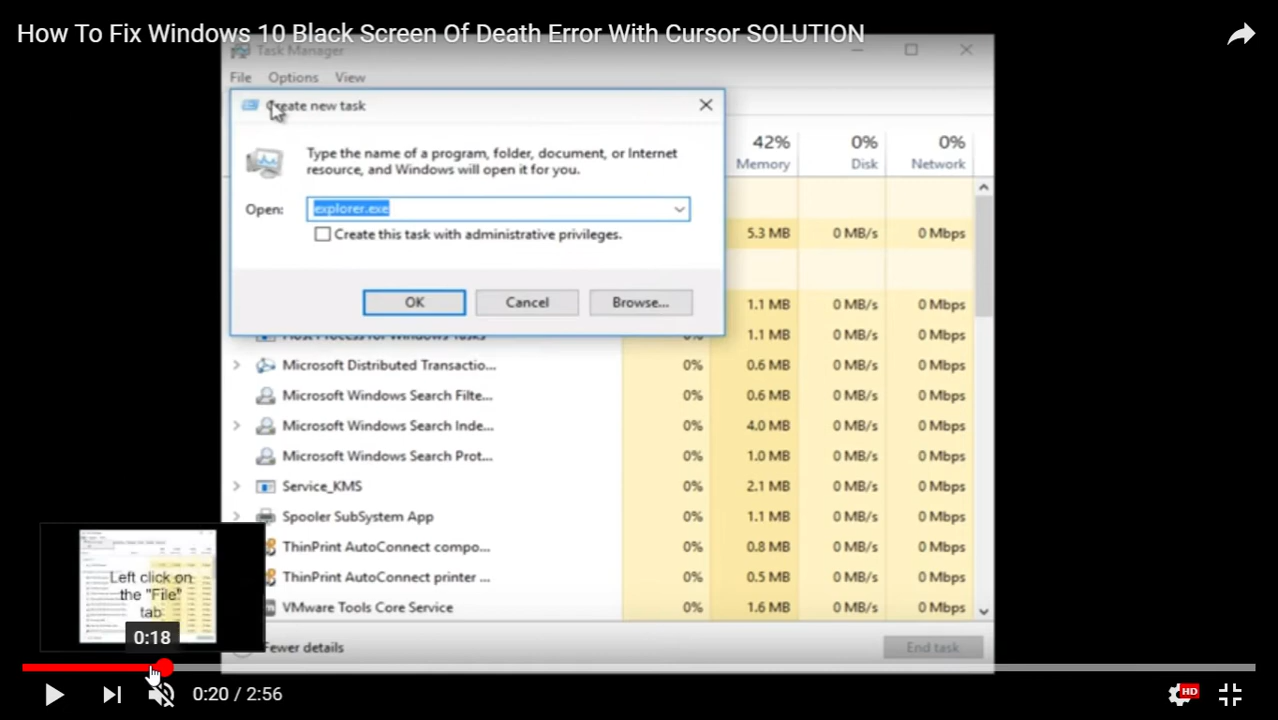 How To Fix Windows 10 Black Screen Of Death Error With Cursor SOLUTION
Task Manager
File Options View
Create new task
Type the name of a program, folder, document, or Internet
resource, and Windows will open it for you.
Open: explorer.exe
Create this task with administrative privileges.
OK Cancel Browse...
42% 0% 0%
Memory Disk Network
5.3 MB 0 MB/s 0 Mbps
1.1 MB 0 MB/s 0 Mbps
Host Process for Windows Tasks 0% 1.1 MB 0 MB/s 0 Mbps
Microsoft Distributed Transactio... 0% 0.6 MB 0 MB/s 0 Mbps
Microsoft Windows Search Filte... 0% 0.6 MB 0 MB/s 0 Mbps
Microsoft Windows Search Inde... 0% 4.0 MB 0 MB/s 0 Mbps
Microsoft Windows Search Prot... 0% 1.0 MB 0 MB/s 0 Mbps
Service_KMS 0% 2.1 MB 0 MB/s 0 Mbps
Spooler SubSystem App 0% 1.1 MB 0 MB/s 0 Mbps
ThinPrint AutoConnect compo... 0% 0.8 MB 0 MB/s 0 Mbps
ThinPrint AutoConnect printer ... 0% 0.5 MB 0 MB/s 0 Mbps
VMware Tools Core Service 0% 1.6 MB 0 MB/s 0 Mbps
Fewer details End task
Left click on
the "File"
tab
0:18
0:20 / 2:56
HD